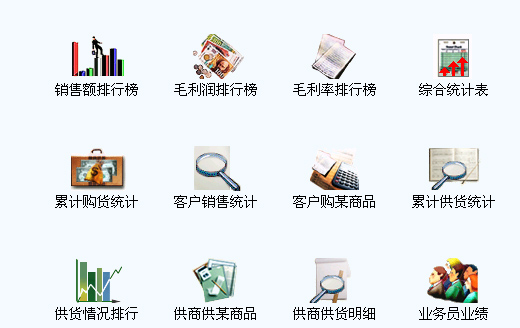 销售额排行榜
毛利润排行榜
毛利率排行榜
综合统计表
累计购货统计
客户销售统计
客户购某商品
累计供货统计
供货情况排行
供商供某商品
供商供货明细
业务员业绩